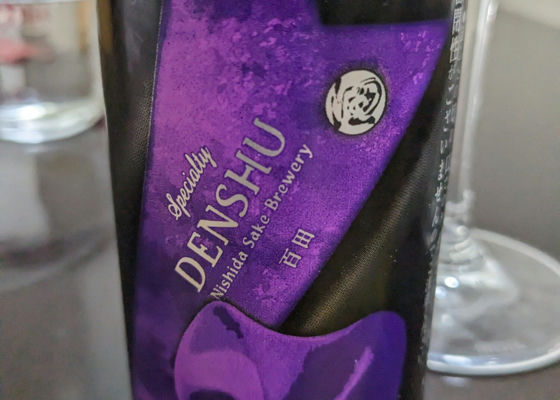 Specialty
DENSHU
Nishida Sake Brewery
百田